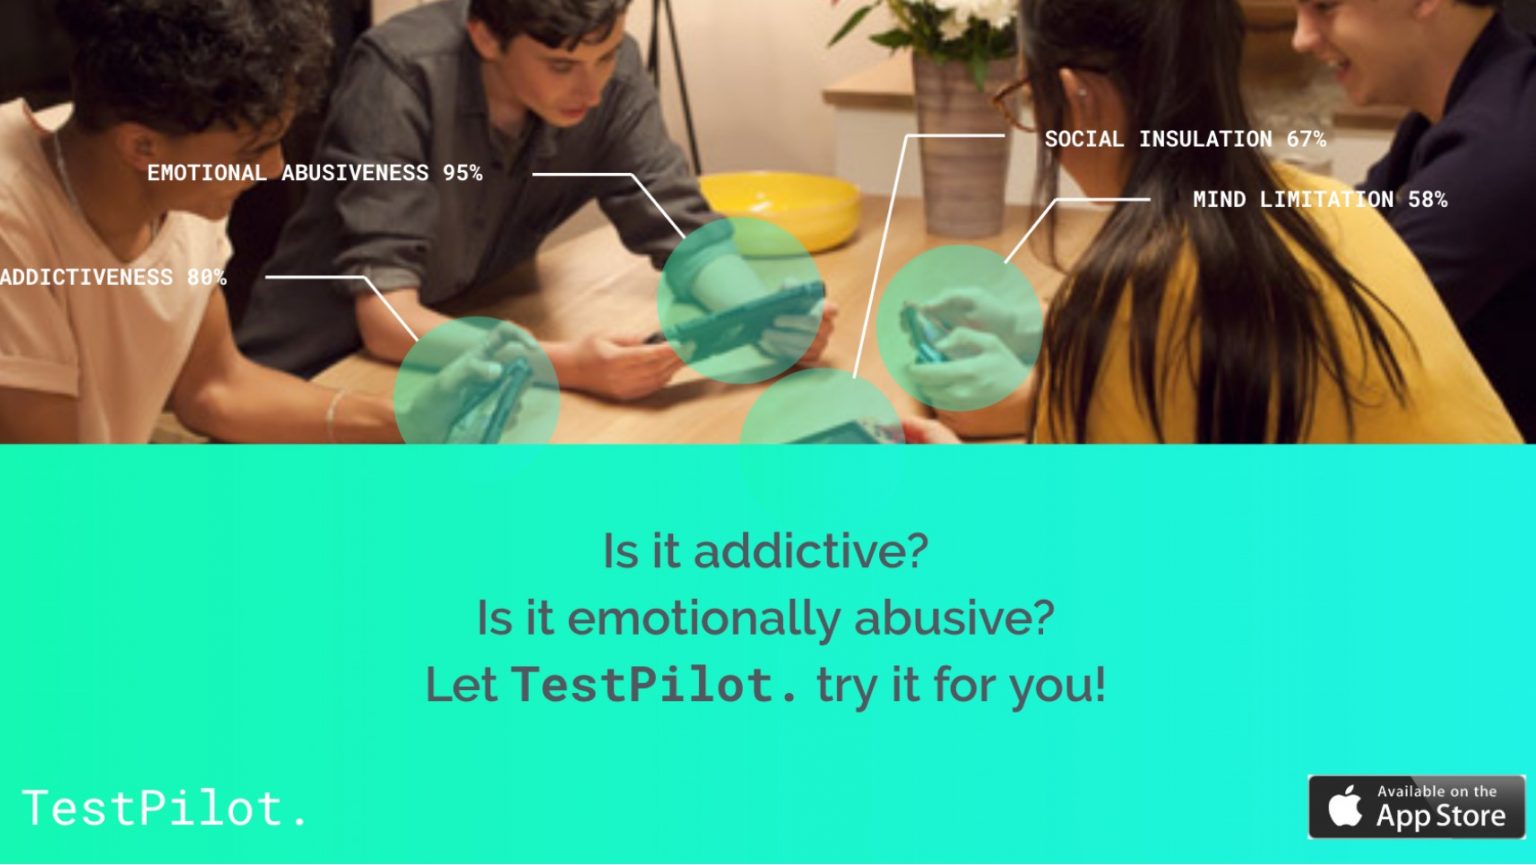 SOCIAL INSULATION 67%
EMOTIONAL ABUSIVENESS 95%
MIND LIMITATION 58%
ADDICTIVENESS 80%
Is it addictive?
Is it emotionally abusive?
Let TestPilot. try it for you!
TestPilot.
Available on the
App Store